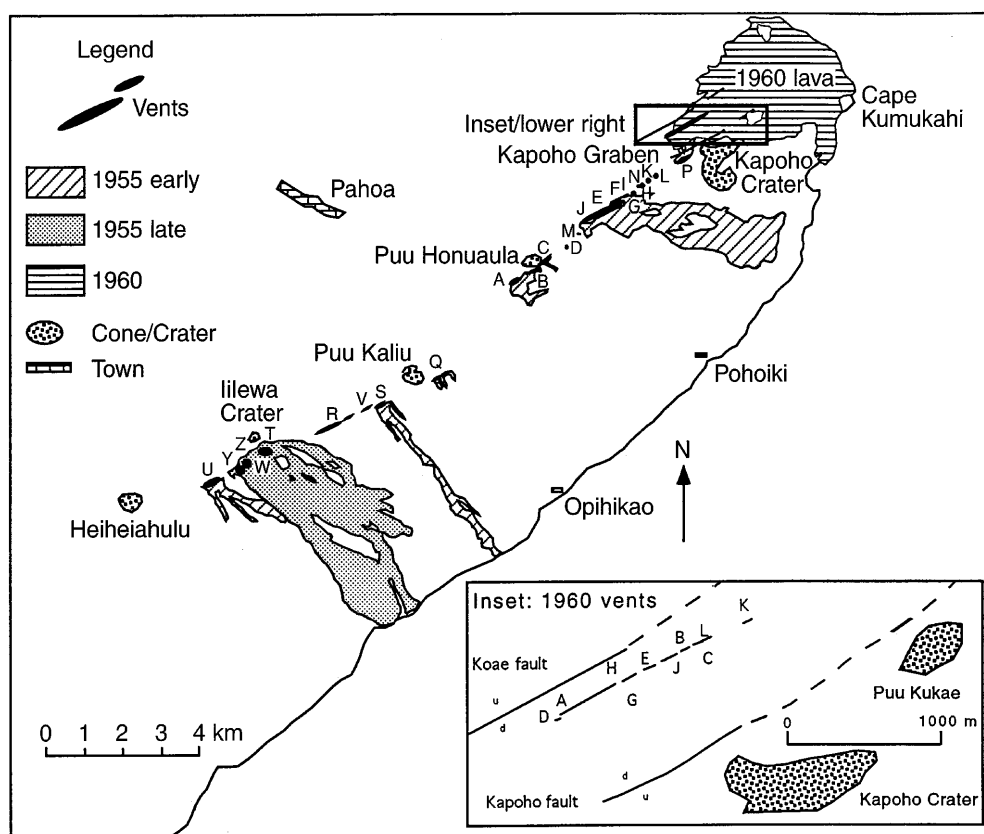 Legend
Vents
1955 early
1955 late
1960
Cone/Crater
Town
1960 lava
Cape
Kumukahi
Inset/lower right
Kapoho Graben
Kapoho
Crater
P
N K L
F I H
J E G
M D
Pahoa
Puu Honuaula
C
A B
Puu Kaliu
Q
Pohoiki
Iilewa
Crater
R V S
Z T
U Y W
Heiheiahulu
Opihikao
N
0 1 2 3 4 km
Inset: 1960 vents
K
Koae fault
H E B L
J C
u
d
D A G
Puu Kukae
0 1000 m
d
u
Kapoho fault
Kapoho Crater